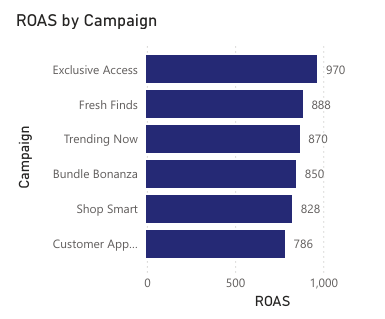 ROAS by Campaign
Campaign
Exclusive Access 970
Fresh Finds 888
Trending Now 870
Bundle Bonanza 850
Shop Smart 828
Customer App... 786
0 500 1,000
ROAS